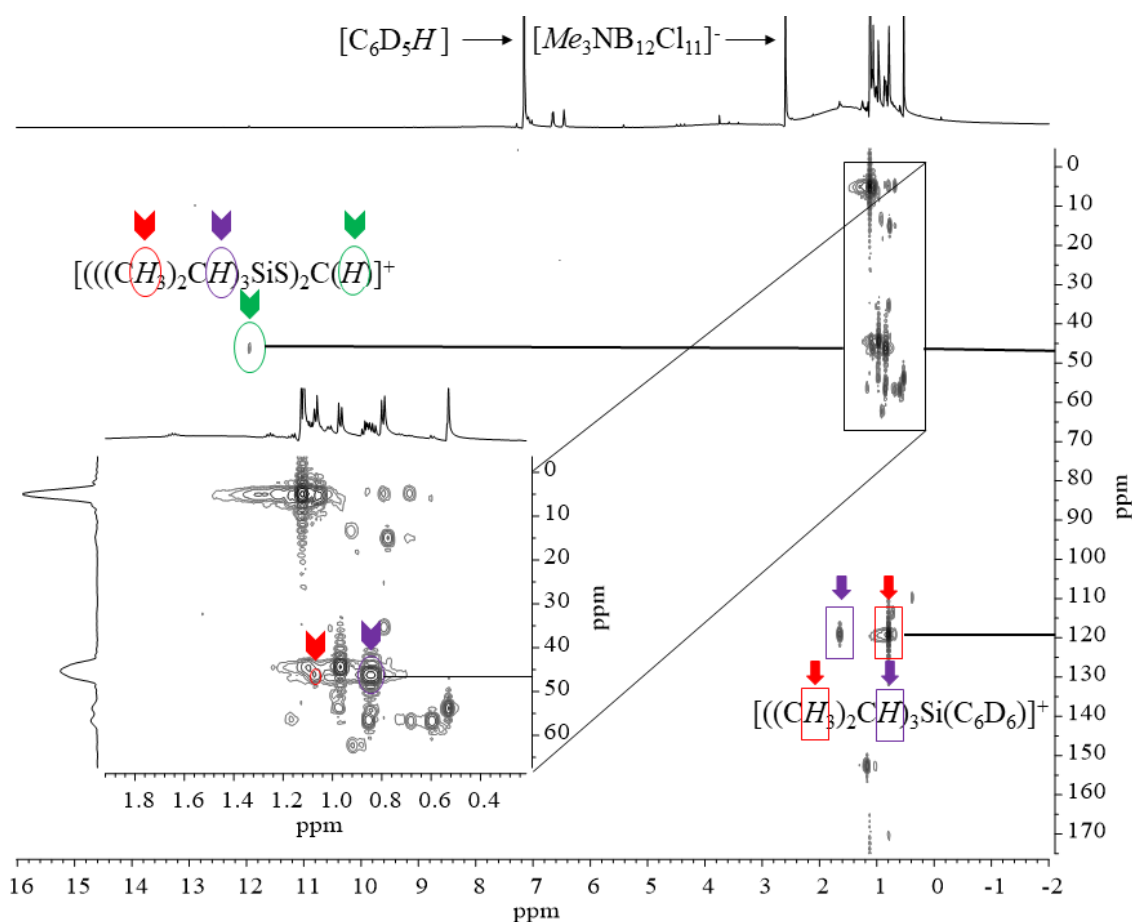 [C₆D₅H] [Me₃NB₁₂Cl₁₁]⁻
0
10
20
30
40
50
60
70
80
90
100
110
120
130
140
150
160
170
ppm
[(((CH₃)₂CH)₃SiS)₂C(H)]⁺
0
10
20
30
40
50
60
ppm
1.8 1.6 1.4 1.2 1.0 0.8 0.6 0.4
ppm
[((CH₃)₂CH)₃Si(C₆D₆)]⁺
16 15 14 13 12 11 10 9 8 7 6 5 4 3 2 1 0 -1 -2
ppm